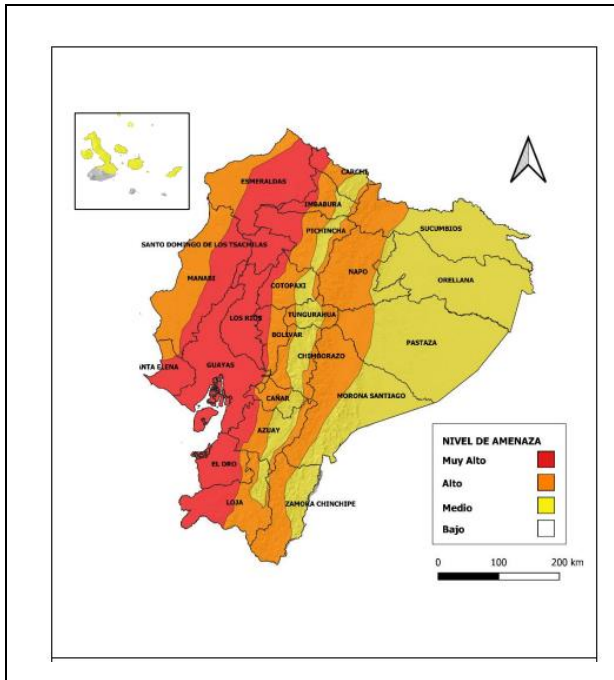 ESMERALDAS
CARCHI
IMBABURA
PICHINCHA
SUCUMBIOS
SANTO DOMINGO DE LOS TSACHILAS
NAPO
MANABI
ORELLANA
COTOPAXI
LOS RIOS
TUNGURAHUA
BOLIVAR
PASTAZA
CHIMBORAZO
ANTA ELENA
GUAYAS
MORONA SANTIAGO
CAÑAR
AZUAY
EL ORO
LOJA
ZAMORA CHINCHIPE
NIVEL DE AMENAZA
Muy Alto
Alto
Medio
Bajo
0 100 200 km